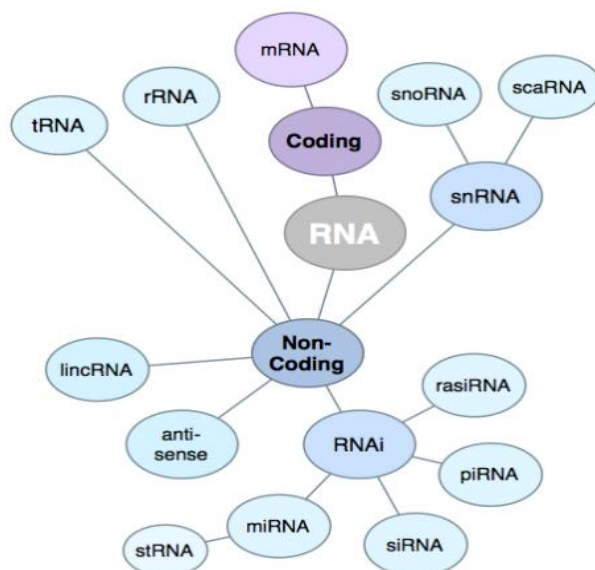 mRNA
rRNA
tRNA
snoRNA
scaRNA
Coding
snRNA
RNA
Non-
Coding
lincRNA
anti-
sense
RNAi
rasiRNA
piRNA
miRNA
siRNA
stRNA